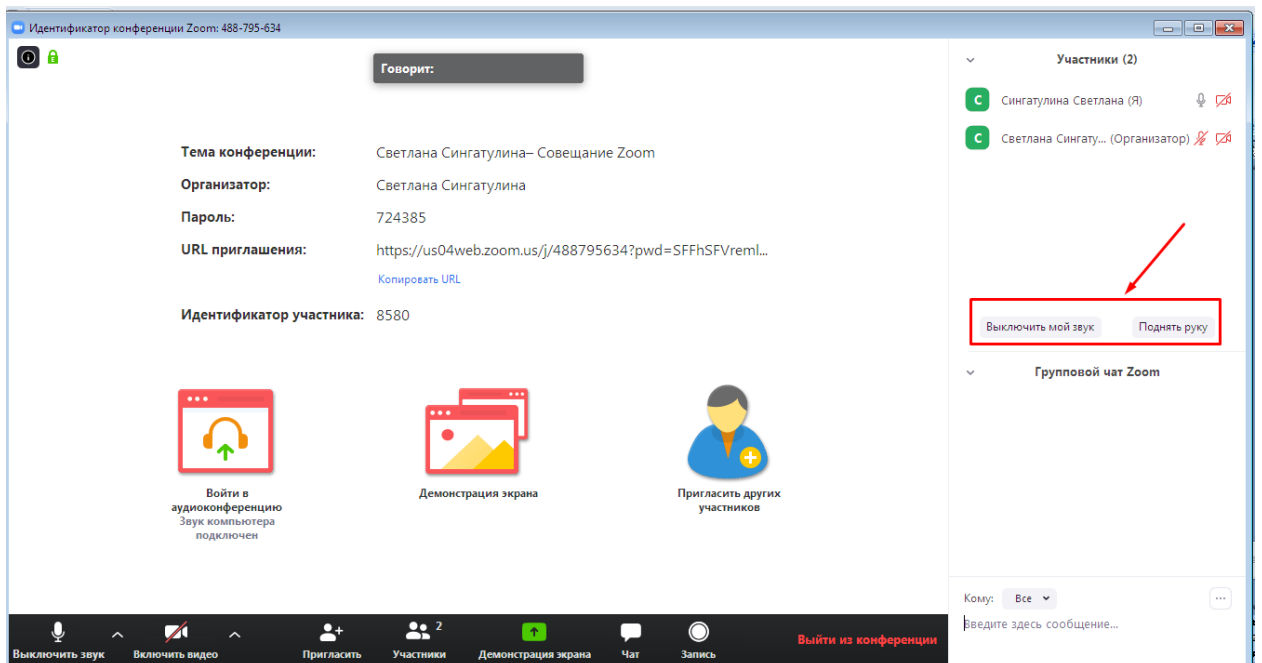 Идентификатор конференции Zoom: 488-795-634
Говорит:
Тема конференции: Светлана Сингатулина– Совещание Zoom
Организатор: Светлана Сингатулина
Пароль: 724385
URL приглашения: https://us04web.zoom.us/j/488795634?pwd=SFFhSFVreml...
Копировать URL
Идентификатор участника: 8580
Войти в
аудиоконференцию
Звук компьютера
подключен
Демонстрация экрана
Пригласить других
участников
Участники (2)
С Сингатулина Светлана (Я)
С Светлана Сингату... (Организатор)
Выключить мой звук Поднять руку
Групповой чат Zoom
Кому: Все
Введите здесь сообщение...
2
Выключить звук Включить видео Пригласить Участники Демонстрация экрана Чат Запись Выйти из конференции